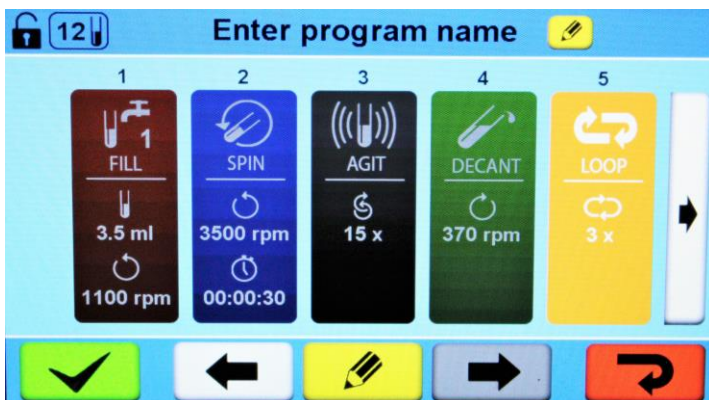 12 Enter program name
1 2 3 4 5
1
FILL SPIN AGIT DECANT LOOP
3.5 ml 3500 rpm 15 x 370 rpm 3 x
1100 rpm 00:00:30